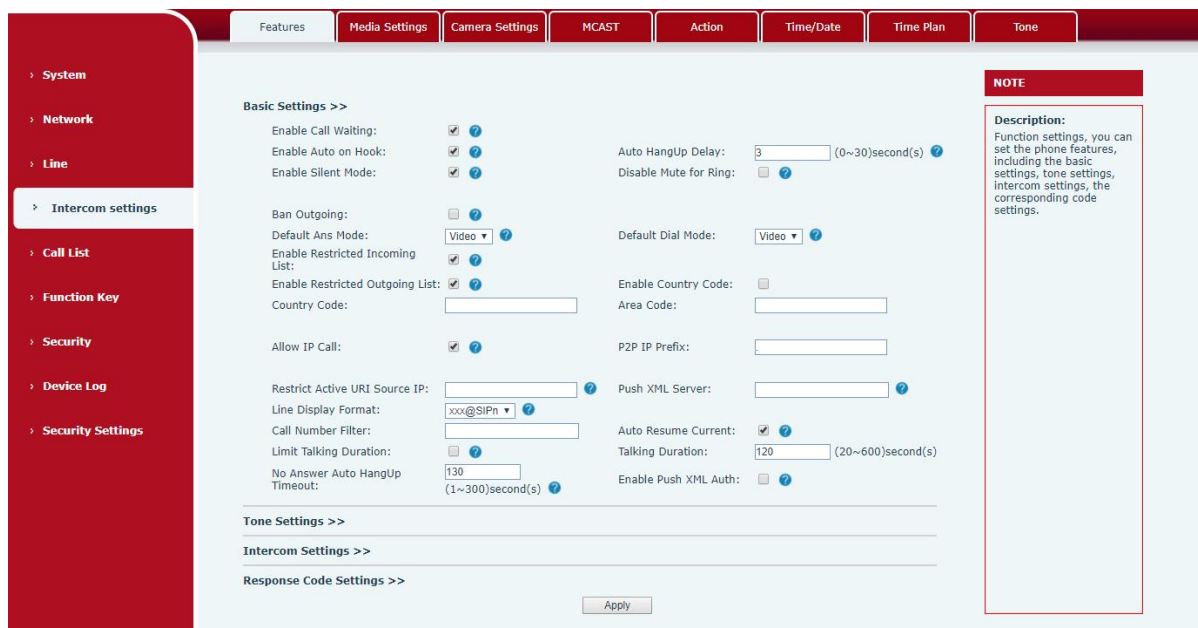 Features
Media Settings
Camera Settings
MCAST
Action
Time/Date
Time Plan
Tone
› System
› Network
› Line
› Intercom settings
› Call List
› Function Key
› Security
› Device Log
› Security Settings
Basic Settings >>
Enable Call Waiting:
Enable Auto on Hook:
Auto HangUp Delay: 3 (0~30)second(s)
Enable Silent Mode:
Disable Mute for Ring:
Ban Outgoing:
Default Ans Mode: Video
Default Dial Mode: Video
Enable Restricted Incoming
List:
Enable Restricted Outgoing List:
Enable Country Code:
Country Code:
Area Code:
Allow IP Call:
P2P IP Prefix: .
Restrict Active URI Source IP:
Push XML Server:
Line Display Format: xxx@SIPn
Call Number Filter:
Auto Resume Current:
Limit Talking Duration:
Talking Duration: 120 (20~600)second(s)
No Answer Auto HangUp
Timeout:
130
(1~300)second(s)
Enable Push XML Auth:
Tone Settings >>
Intercom Settings >>
Response Code Settings >>
Apply
NOTE
Description:
Function settings, you can
set the phone features,
including the basic
settings, tone settings,
intercom settings, the
corresponding code
settings.